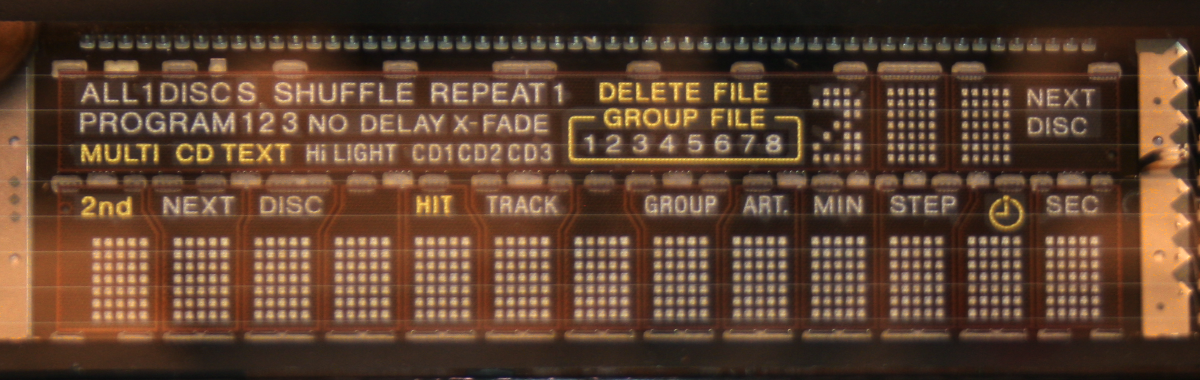 ALL 1 DISC S SHUFFLE REPEAT 1
PROGRAM 1 2 3 NO DELAY X-FADE
MULTI CD TEXT Hi LIGHT CD1 CD2 CD3
DELETE FILE
GROUP FILE
1 2 3 4 5 6 7 8
NEXT
DISC
2nd NEXT DISC HIT TRACK GROUP ART. MIN STEP SEC